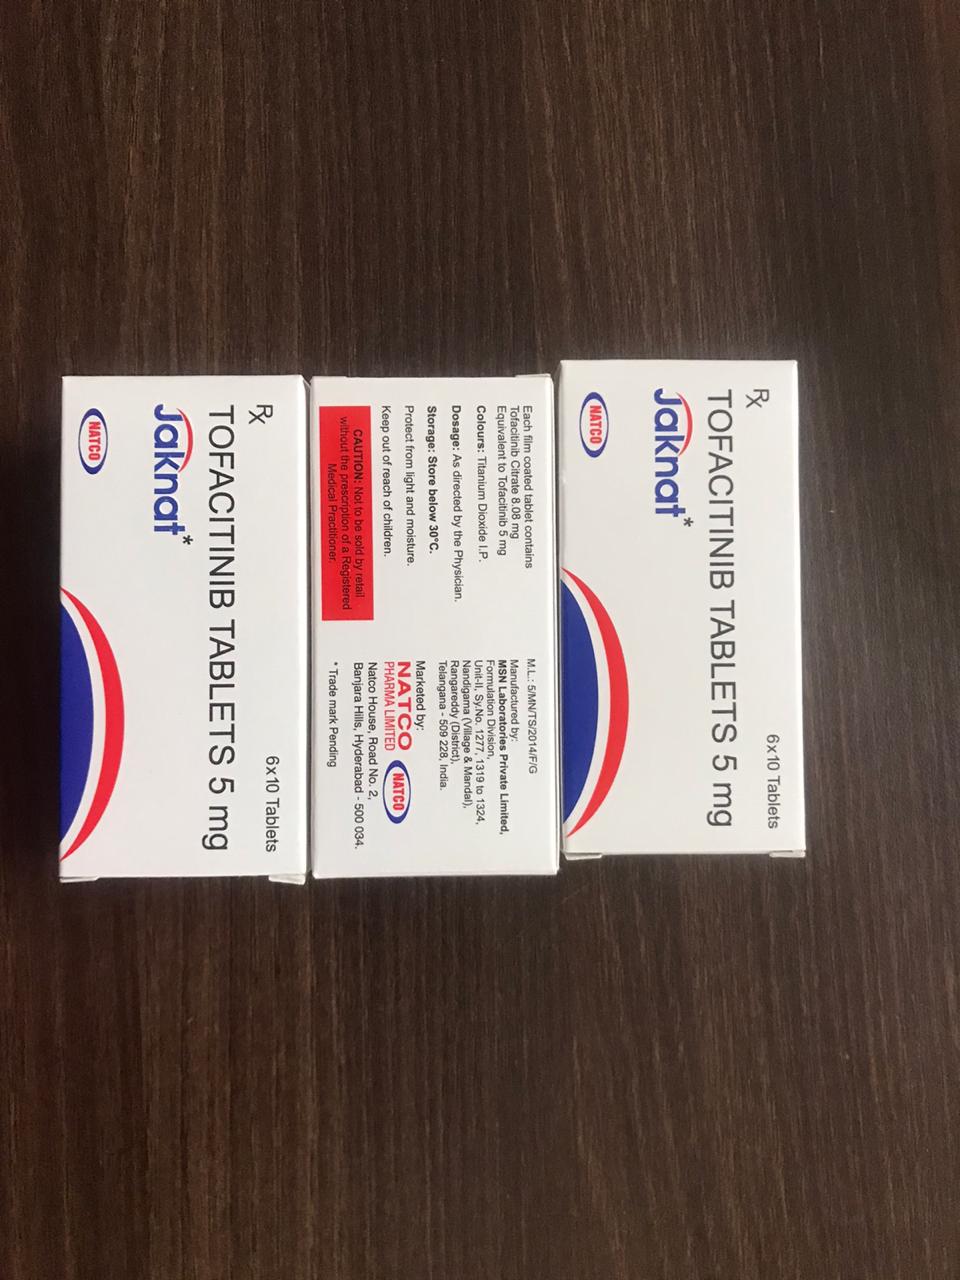 Rx
6x10 Tablets
TOFACITINIB TABLETS 5 mg
Jaknat*
NATCO
Each film coated tablet contains
Tofacitinib Citrate 8.08 mg
Equivalent to Tofacitinib 5 mg
Colours: Titanium Dioxide I.P.
Dosage: As directed by the Physician.
Storage: Store below 30°C.
Protect from light and moisture.
Keep out of reach of children.
CAUTION: Not to be sold by retail
without the prescription of a Registered
Medical Practitioner.
M.L.: 5/MN/TS/2014/F/G
Manufactured by:
MSN Laboratories Private Limited,
Formulation Division,
Unit-II, Sy.No. 1277, 1319 to 1324,
Nandigama (Village & Mandal),
Rangareddy (District),
Telangana - 509 228, India.
Marketed by:
NATCO
PHARMA LIMITED
NATCO
Natco House, Road No. 2,
Banjara Hills, Hyderabad - 500 034.
* Trade mark Pending
Rx
6x10 Tablets
TOFACITINIB TABLETS 5 mg
Jaknat*
NATCO